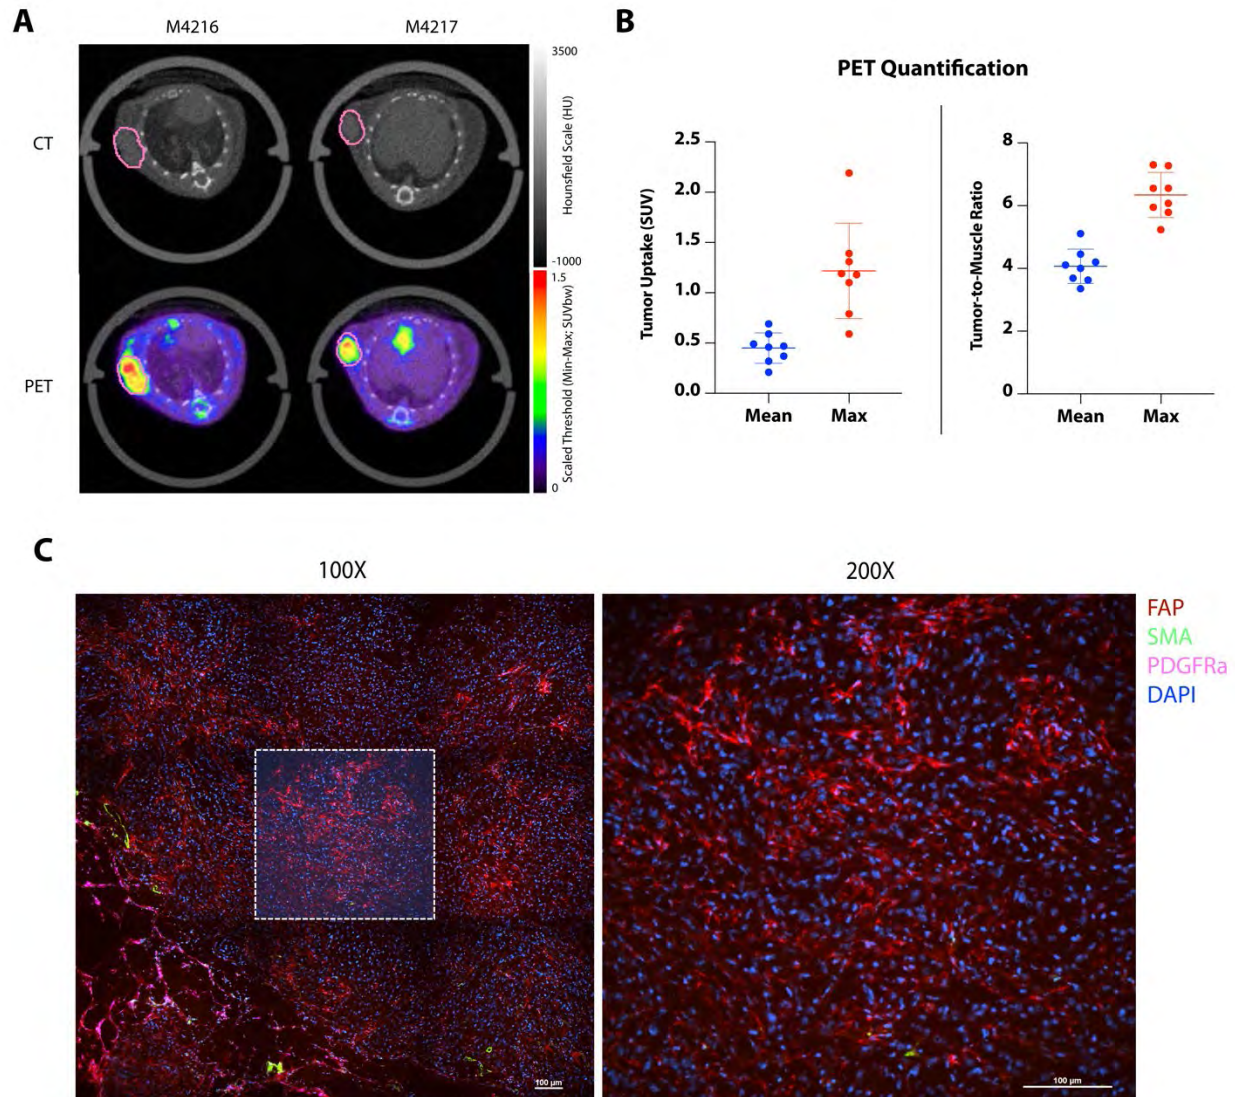 A
M4216
M4217
CT
PET
3500
Hounsfield Scale (HU)
-1000
1.5
Scaled Threshold (Min-Max; SUVbw)
0
B
PET Quantification
Tumor Uptake (SUV)
2.5
2.0
1.5
1.0
0.5
0.0
Mean
Max
Tumor-to-Muscle Ratio
8
6
4
2
0
Mean
Max
C
100X
200X
FAP
SMA
PDGFRa
DAPI
100 µm
100 µm